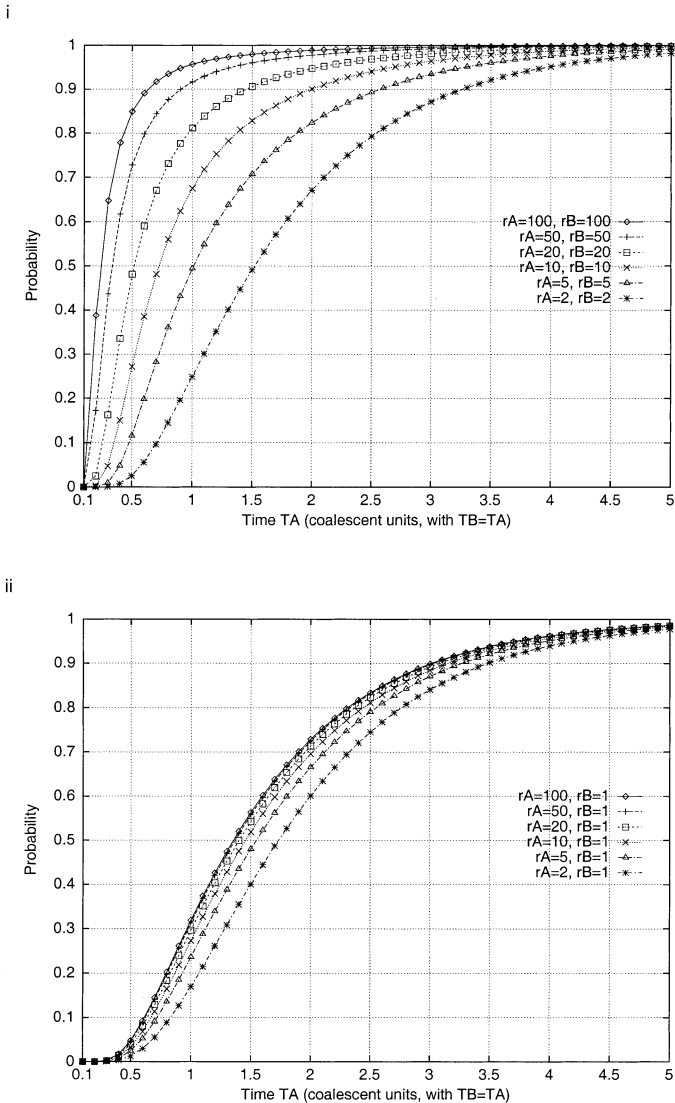 i
1
0.9
0.8
0.7
0.6
0.5
0.4
0.3
0.2
0.1
0
Probability
rA=100, rB=100
rA=50, rB=50
rA=20, rB=20
rA=10, rB=10
rA=5, rB=5
rA=2, rB=2
0.1 0.5 1 1.5 2 2.5 3 3.5 4 4.5 5
Time TA (coalescent units, with TB=TA)
ii
1
0.9
0.8
0.7
0.6
0.5
0.4
0.3
0.2
0.1
0
Probability
rA=100, rB=1
rA=50, rB=1
rA=20, rB=1
rA=10, rB=1
rA=5, rB=1
rA=2, rB=1
0.1 0.5 1 1.5 2 2.5 3 3.5 4 4.5 5
Time TA (coalescent units, with TB=TA)